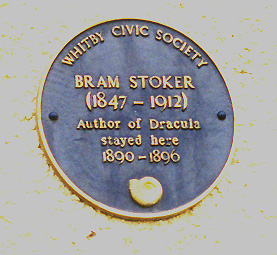 WHITBY CIVIC SOCIETY
BRAM STOKER
(1847 – 1912)
Author of Dracula
stayed here
1890 – 1896